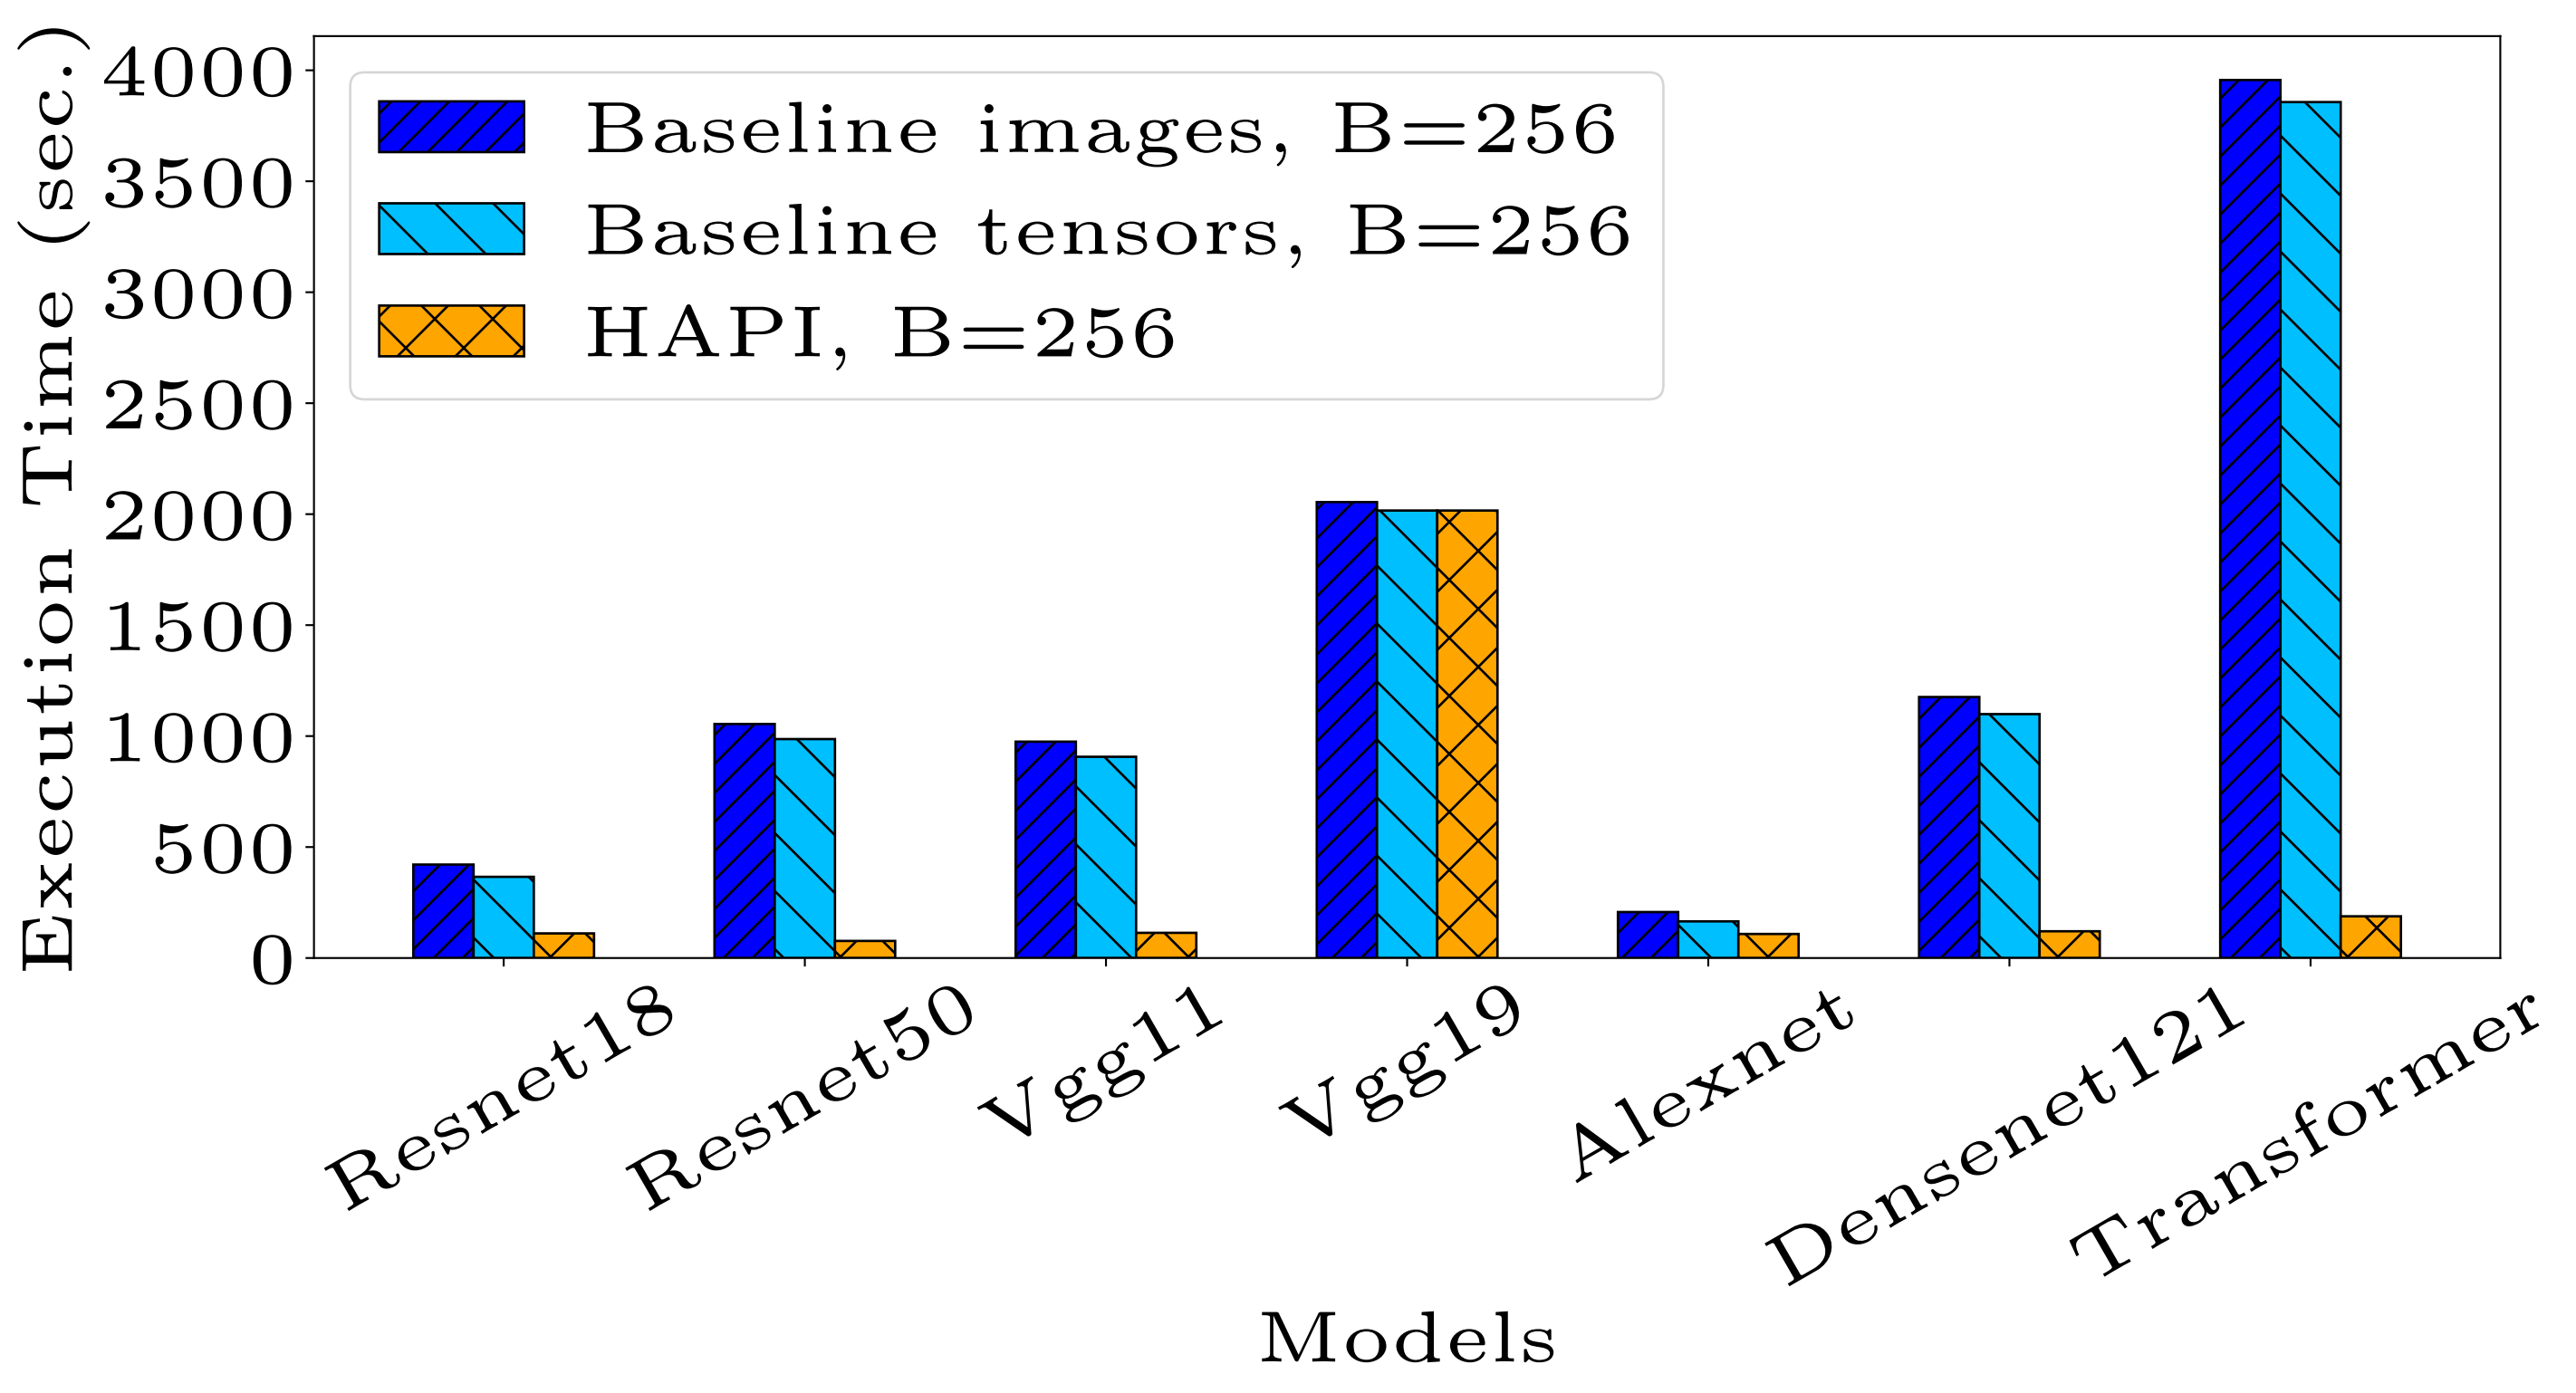 Execution Time (sec.)
4000
3500
3000
2500
2000
1500
1000
500
0
Baseline images, B=256
Baseline tensors, B=256
HAPI, B=256
Resnet18
Resnet50
Vgg11
Vgg19
Alexnet
Densenet121
Transformer
Models